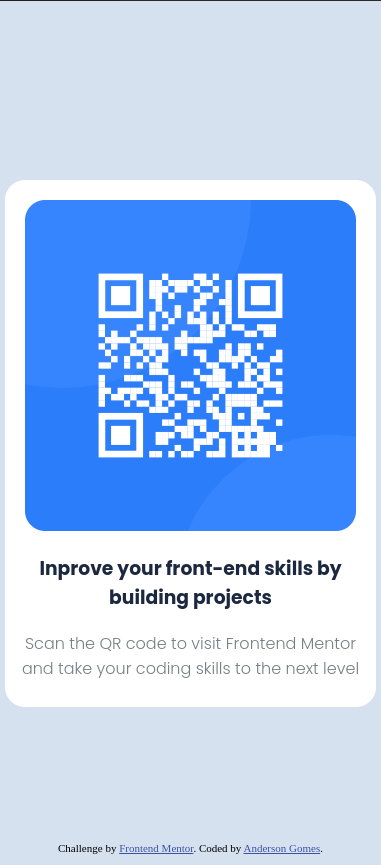 Inprove your front-end skills by
building projects
Scan the QR code to visit Frontend Mentor
and take your coding skills to the next level
Challenge by Frontend Mentor. Coded by Anderson Gomes.